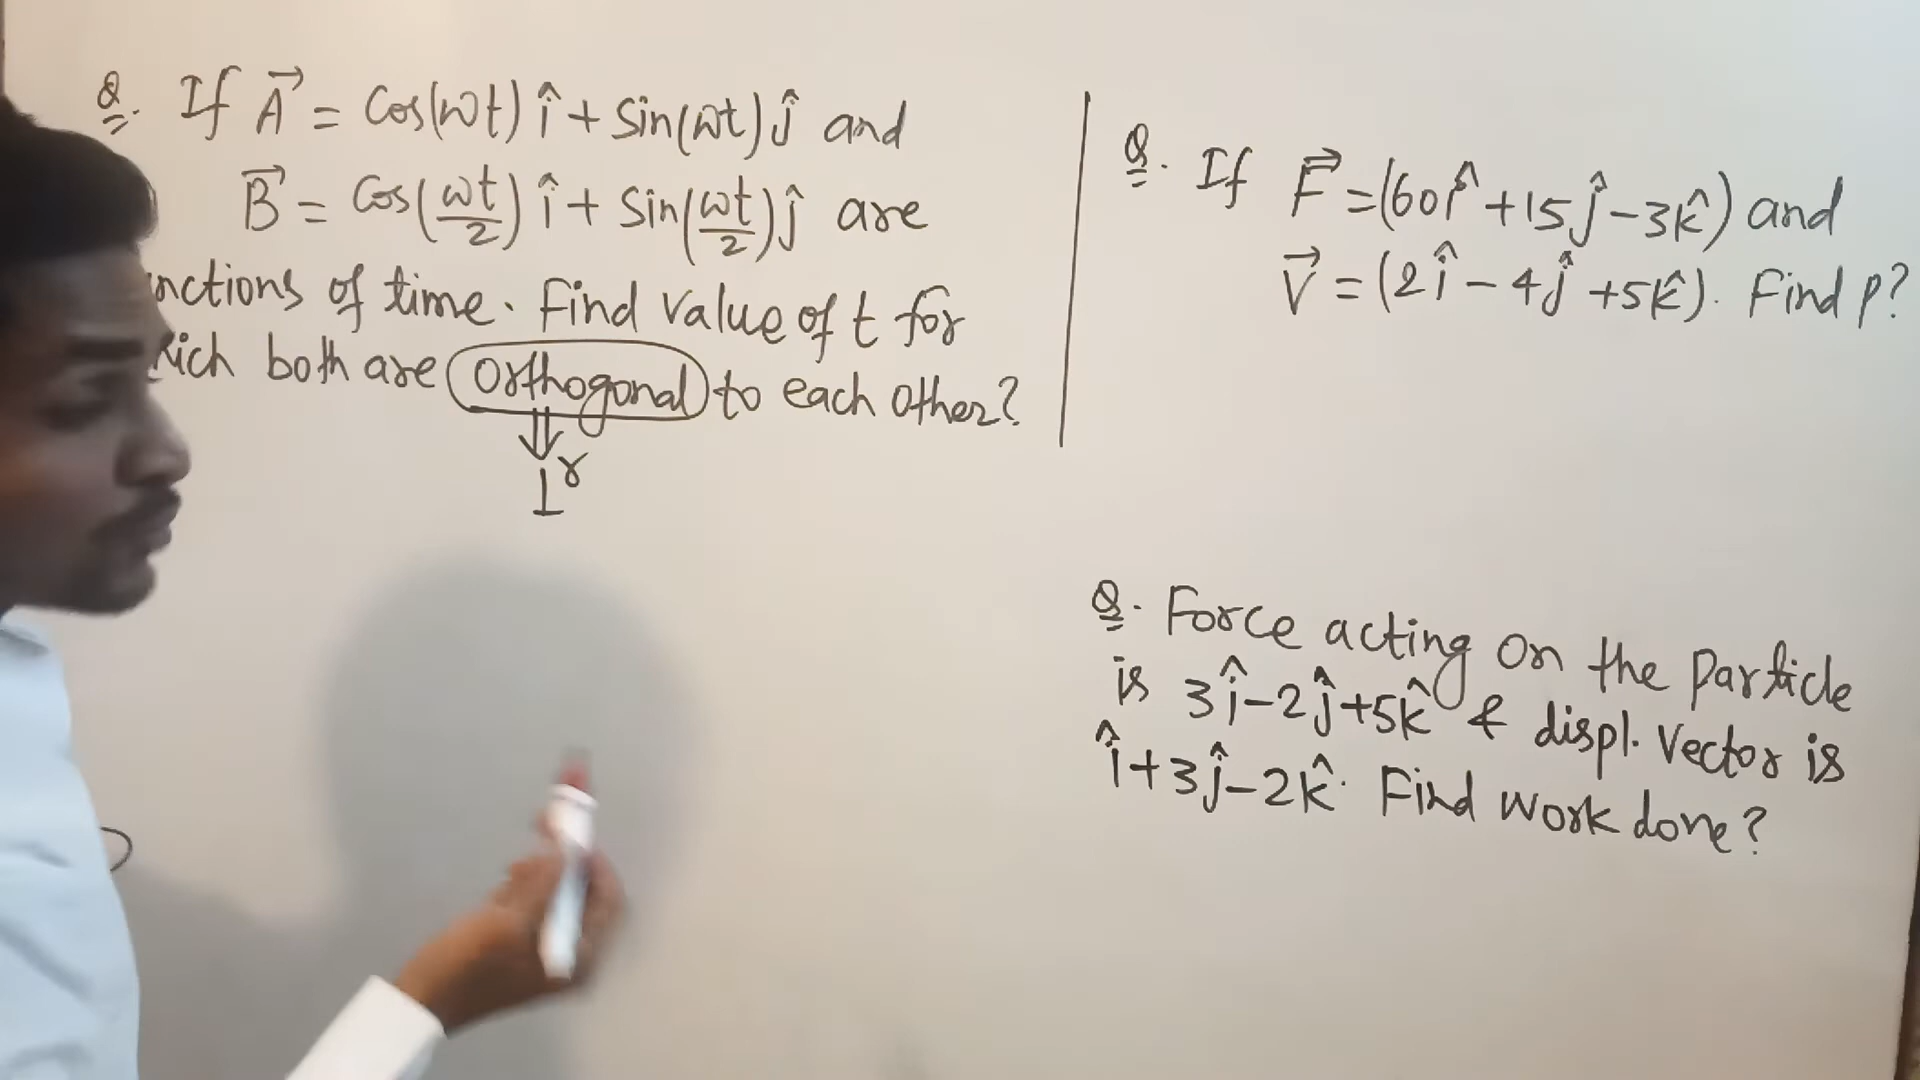 Q. If A⃗ = Cos(ωt) î + Sin(ωt) ĵ and
B⃗ = Cos(ωt/2) î + Sin(ωt/2) ĵ are
nctions of time. Find value of t for
hich both are Orthogonal to each other?
⇓
⊥r
Q. If F⃗ = (60î + 15ĵ - 3k̂) and
V⃗ = (2î - 4ĵ + 5k̂). Find p?
Q. Force acting on the particle
is 3î - 2ĵ + 5k̂ & displ. Vector is
î + 3ĵ - 2k̂. Find work done?